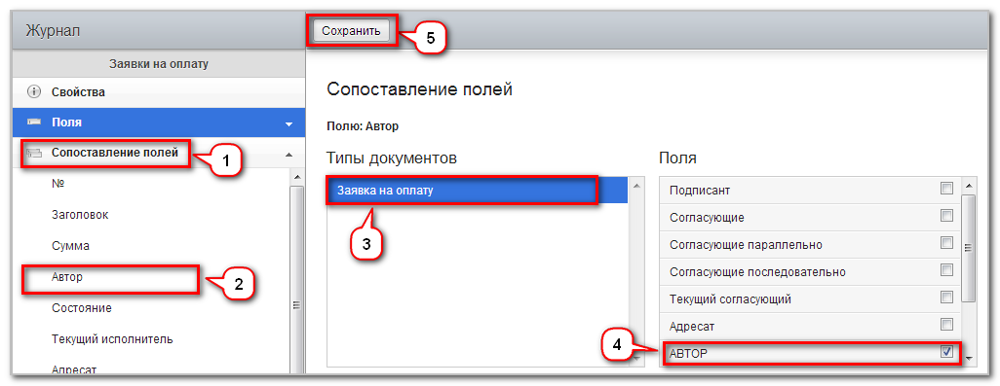 Журнал
Сохранить
5
Заявки на оплату
Свойства
Поля
Сопоставление полей
1
№
Заголовок
Сумма
Автор
2
Состояние
Текущий исполнитель
Адресат
Сопоставление полей
Полю: Автор
Типы документов
Заявка на оплату
3
Поля
Подписант
Согласующие
Согласующие параллельно
Согласующие последовательно
Текущий согласующий
Адресат
4
АВТОР